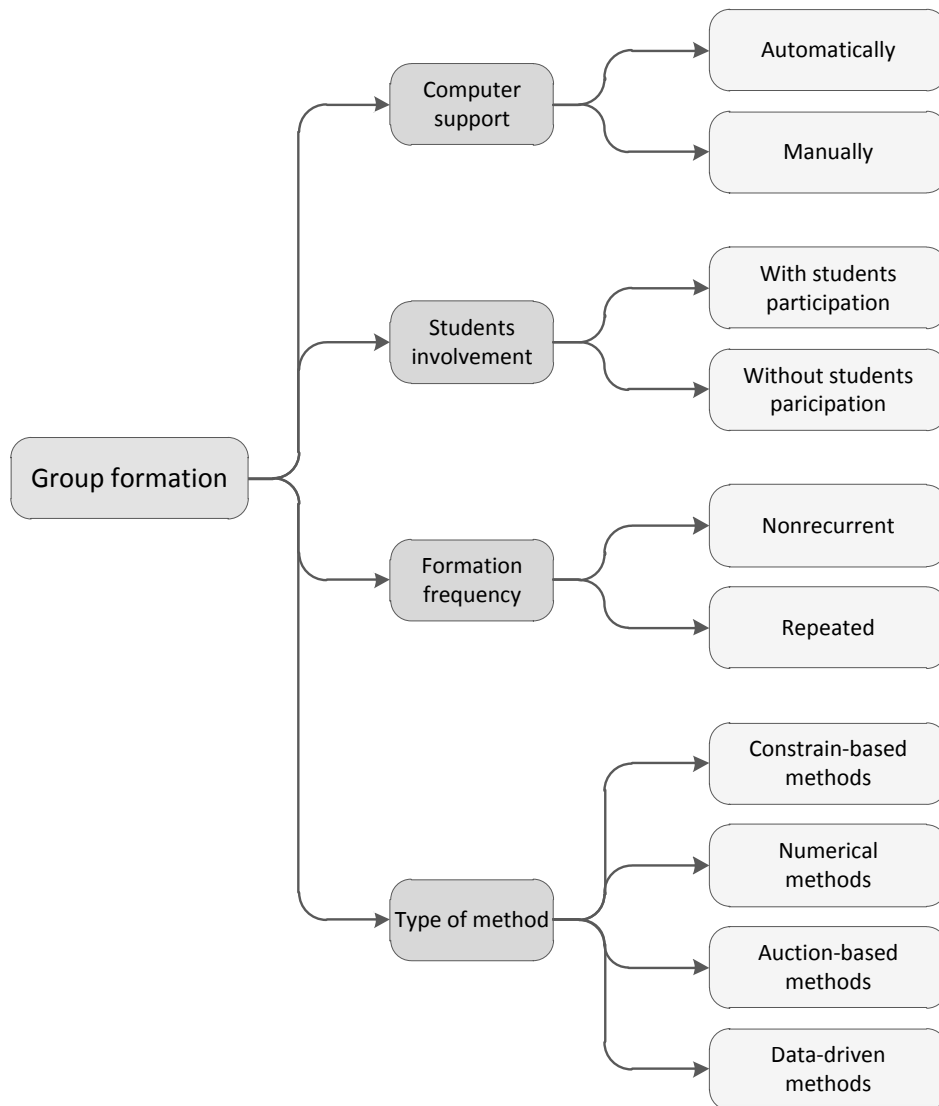 Group formation
Computer
support
Automatically
Manually
Students
involvement
With students
participation
Without students
paricipation
Formation
frequency
Nonrecurrent
Repeated
Type of method
Constrain-based
methods
Numerical
methods
Auction-based
methods
Data-driven
methods